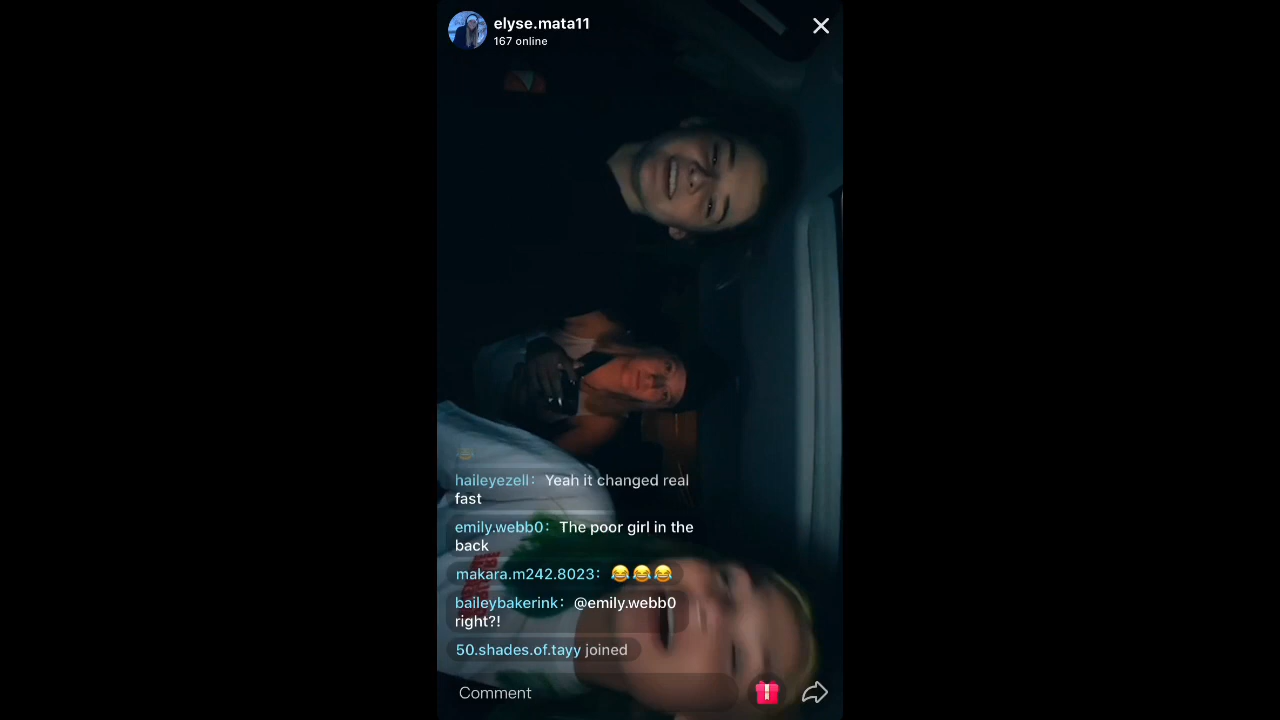 elyse.mata11
167 online
haileyezell: Yeah it changed real
fast
emily.webb0: The poor girl in the
back
makara.m242.8023: 😂😂😂
baileybakerink: @emily.webb0
right?!
50.shades.of.tayy joined
Comment